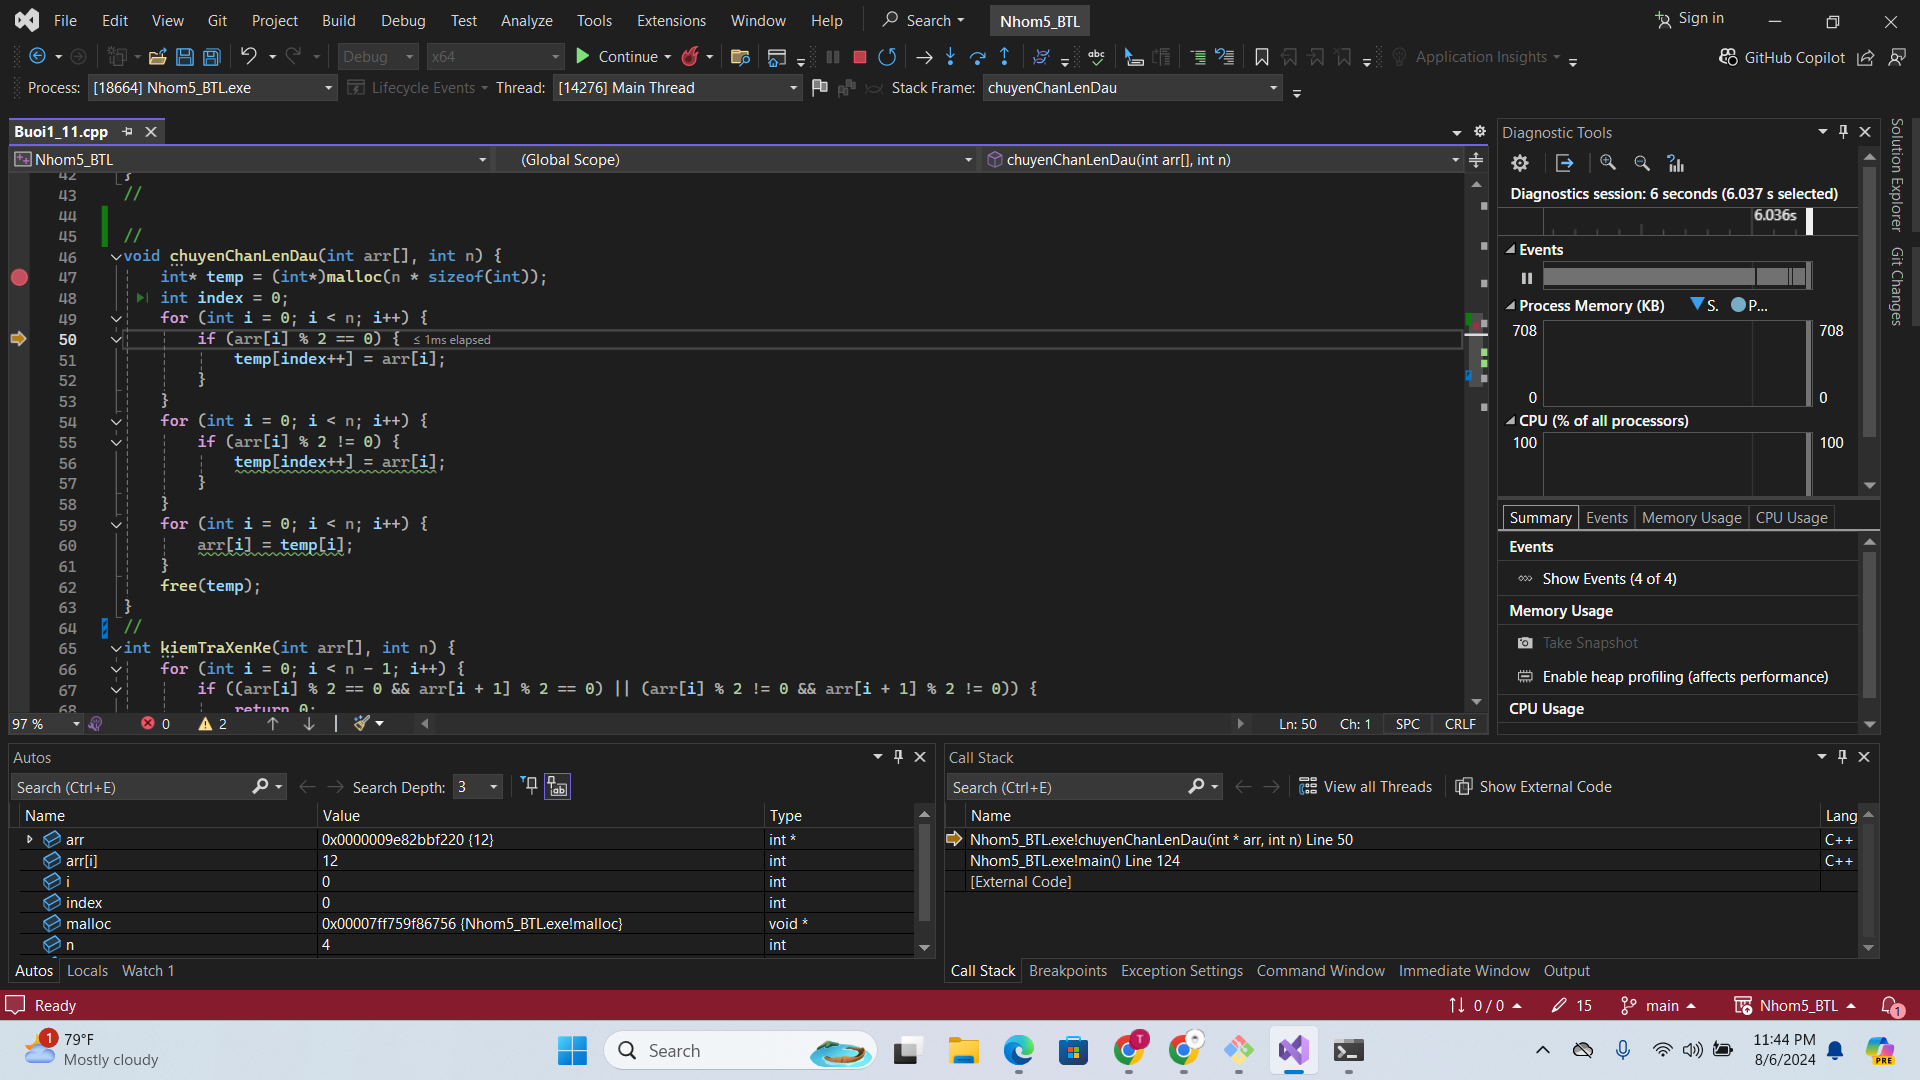 File Edit View Git Project Build Debug Test Analyze Tools Extensions Window Help Search Nhom5_BTL Sign in
Debug x64 Continue abc Application Insights GitHub Copilot
Process: [18664] Nhom5_BTL.exe Lifecycle Events Thread: [14276] Main Thread Stack Frame: chuyenChanLenDau
Buoi1_11.cpp
Nhom5_BTL (Global Scope) chuyenChanLenDau(int arr[], int n)
42 }
43 //
44
45 //
46 void chuyenChanLenDau(int arr[], int n) {
47 int* temp = (int*)malloc(n * sizeof(int));
48 int index = 0;
49 for (int i = 0; i < n; i++) {
50 if (arr[i] % 2 == 0) { ≤ 1ms elapsed
51 temp[index++] = arr[i];
52 }
53 }
54 for (int i = 0; i < n; i++) {
55 if (arr[i] % 2 != 0) {
56 temp[index++] = arr[i];
57 }
58 }
59 for (int i = 0; i < n; i++) {
60 arr[i] = temp[i];
61 }
62 free(temp);
63 }
64 //
65 int kiemTraXenKe(int arr[], int n) {
66 for (int i = 0; i < n - 1; i++) {
67 if ((arr[i] % 2 == 0 && arr[i + 1] % 2 == 0) || (arr[i] % 2 != 0 && arr[i + 1] % 2 != 0)) {
68 return 0;
97 % 0 2 Ln: 50 Ch: 1 SPC CRLF
Diagnostic Tools
Diagnostics session: 6 seconds (6.037 s selected)
6.036s
Events
Process Memory (KB) S. P...
708 708
0 0
CPU (% of all processors)
100 100
Summary Events Memory Usage CPU Usage
Events
Show Events (4 of 4)
Memory Usage
Take Snapshot
Enable heap profiling (affects performance)
CPU Usage
Solution Explorer
Git Changes
Autos
Search (Ctrl+E) Search Depth: 3
Name Value Type
arr 0x0000009e82bbf220 {12} int *
arr[i] 12 int
i 0 int
index 0 int
malloc 0x00007ff759f86756 {Nhom5_BTL.exe!malloc} void *
n 4 int
Autos Locals Watch 1
Call Stack
Search (Ctrl+E) View all Threads Show External Code
Name Lang
Nhom5_BTL.exe!chuyenChanLenDau(int * arr, int n) Line 50 C++
Nhom5_BTL.exe!main() Line 124 C++
[External Code]
Call Stack Breakpoints Exception Settings Command Window Immediate Window Output
Ready 0 / 0 15 main Nhom5_BTL 1
1 79°F
Mostly cloudy
Search
T
PRE
11:44 PM
8/6/2024